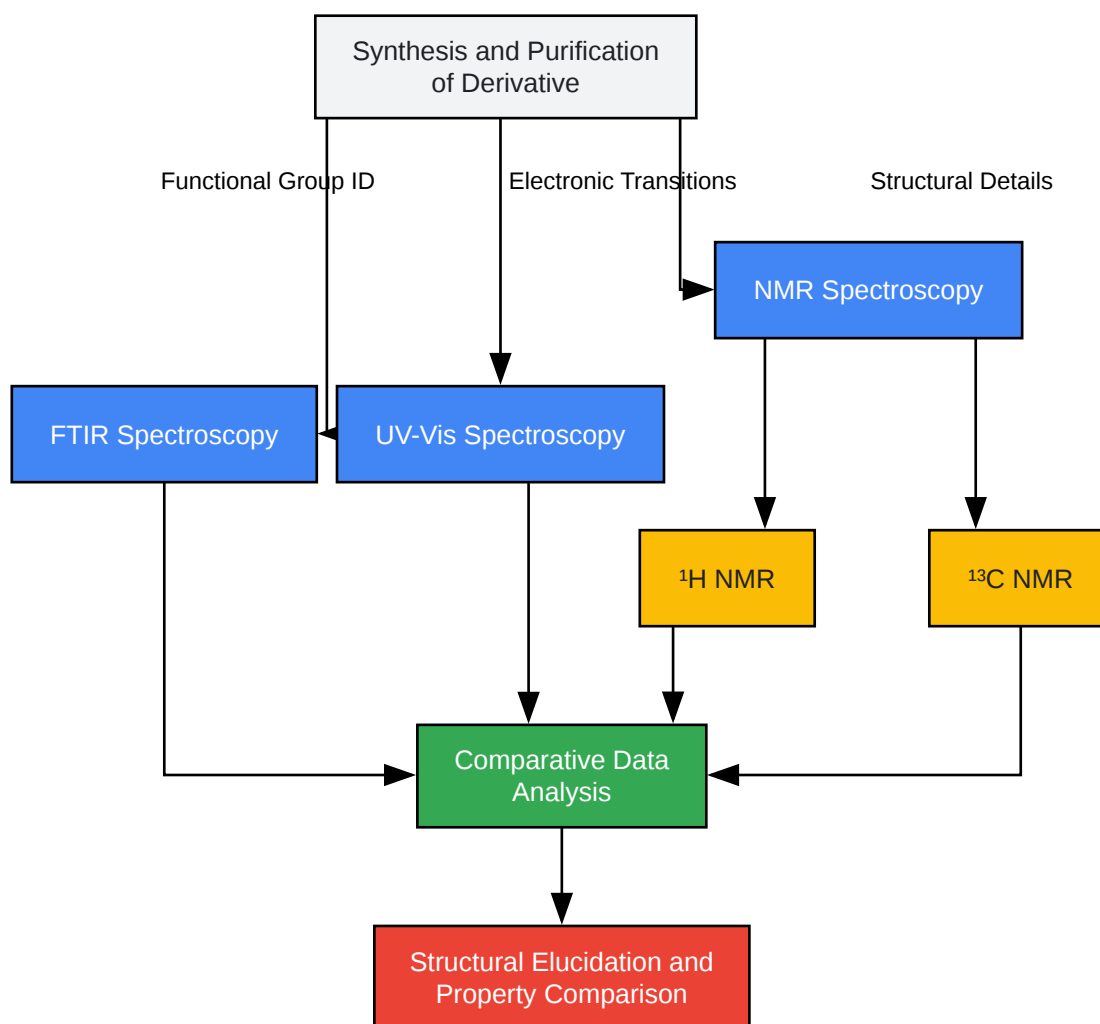 Synthesis and Purification
of Derivative
Functional Group ID
Electronic Transitions
Structural Details
NMR Spectroscopy
FTIR Spectroscopy
UV-Vis Spectroscopy
¹H NMR
¹³C NMR
Comparative Data
Analysis
Structural Elucidation and
Property Comparison